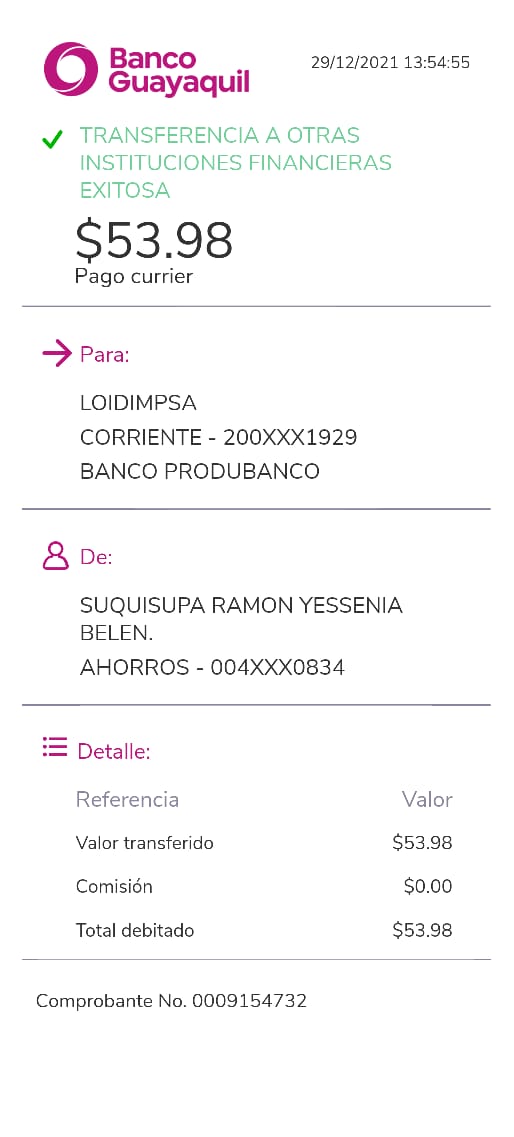 Banco
Guayaquil
29/12/2021 13:54:55
TRANSFERENCIA A OTRAS
INSTITUCIONES FINANCIERAS
EXITOSA
$53.98
Pago currier
Para:
LOIDIMPSA
CORRIENTE - 200XXX1929
BANCO PRODUBANCO
De:
SUQUISUPA RAMON YESSENIA
BELEN.
AHORROS - 004XXX0834
Detalle:
Referencia Valor
Valor transferido $53.98
Comisión $0.00
Total debitado $53.98
Comprobante No. 0009154732